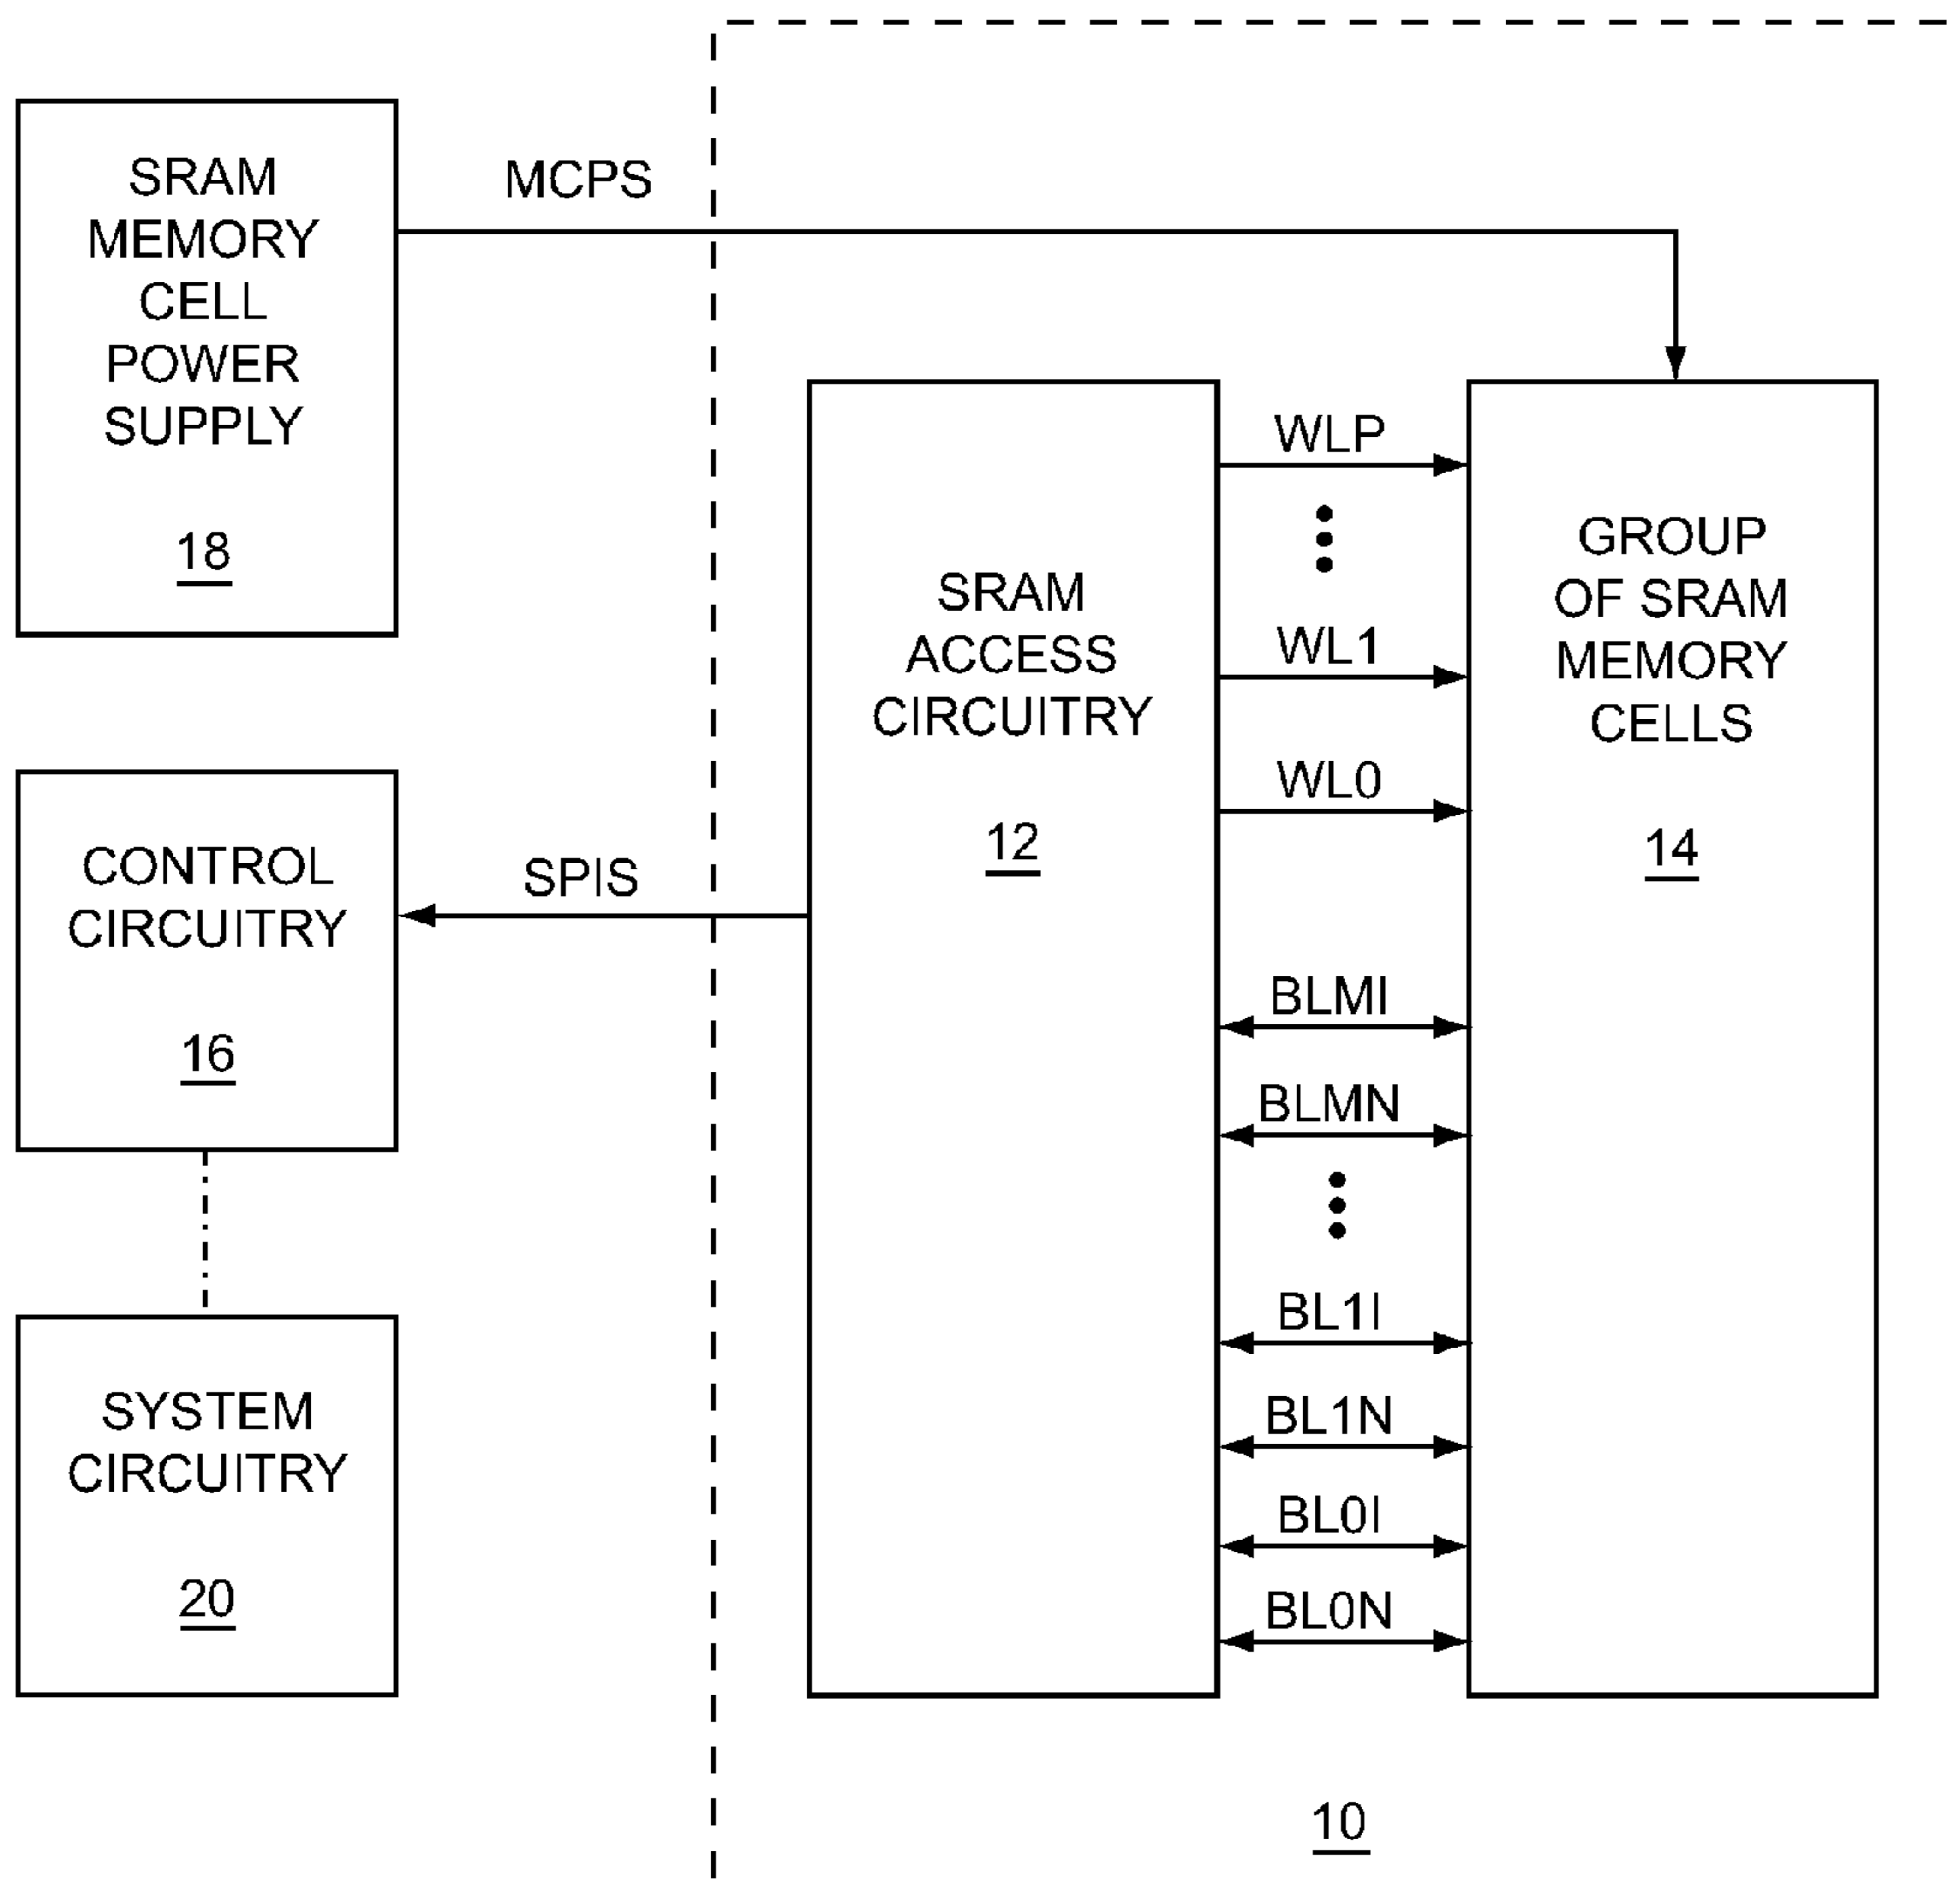 SRAM
MEMORY
CELL
POWER
SUPPLY
18
MCPS
CONTROL
CIRCUITRY
16
SPIS
SYSTEM
CIRCUITRY
20
SRAM
ACCESS
CIRCUITRY
12
WLP
WL1
WL0
BLMI
BLMN
BL1I
BL1N
BL0I
BL0N
GROUP
OF SRAM
MEMORY
CELLS
14
10